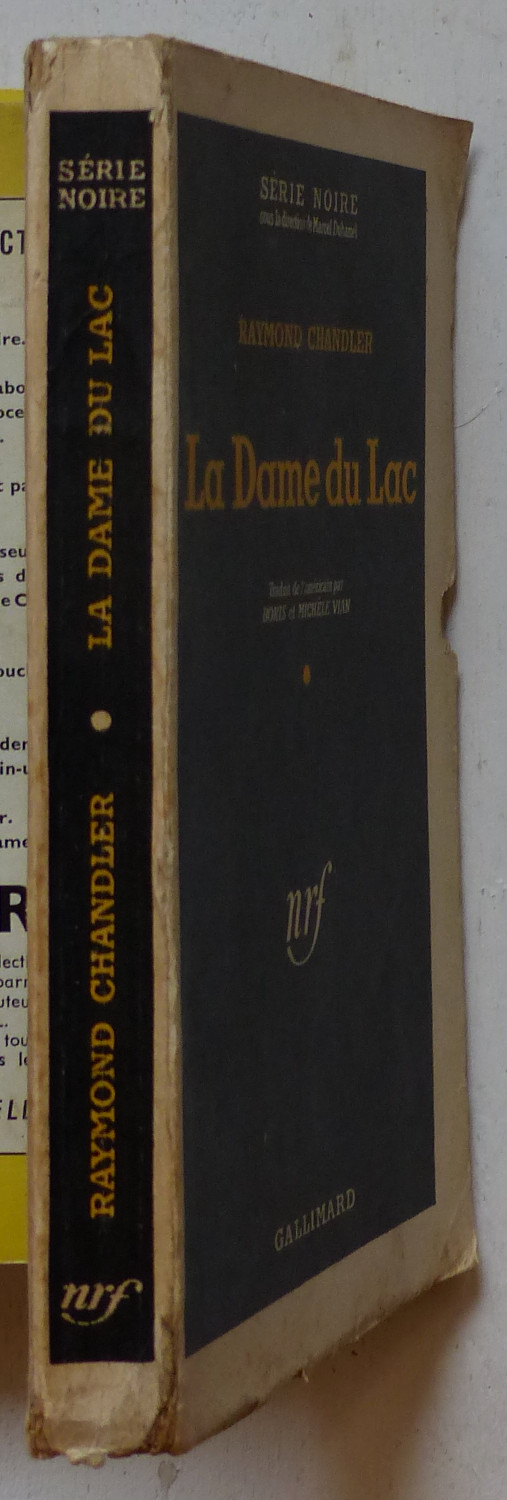 SÉRIE
NOIRE
LA DAME DU LAC
RAYMOND CHANDLER
nrf
SÉRIE NOIRE
sous la direction de Marcel Duhamel
RAYMOND CHANDLER
La Dame du Lac
Traduit de l'américain par
BORIS et MICHÈLE VIAN
nrf
GALLIMARD